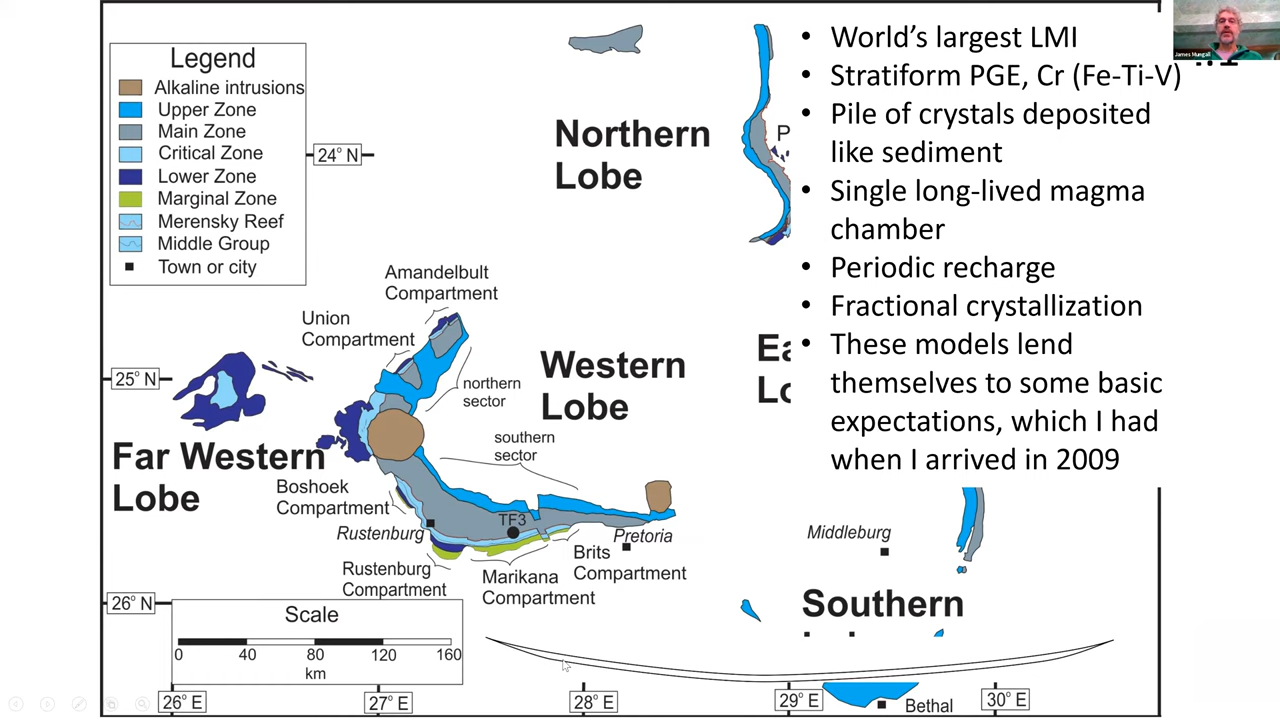 Legend
Alkaline intrusions
Upper Zone
Main Zone
Critical Zone
Lower Zone
Marginal Zone
Merensky Reef
Middle Group
Town or city
24° N
25° N
26° N
Northern
Lobe
P
Amandelbult
Compartment
Union
Compartment
Western
Lobe
northern
sector
southern
sector
Far Western
Lobe
Boshoek
Compartment
Rustenburg
TF3
Pretoria
Brits
Compartment
Rustenburg
Compartment
Marikana
Compartment
Ea
Lo
Middleburg
Southern
Scale
0 40 80 120 160
km
26° E
27° E
28° E
29° E
30° E
Bethal
• World's largest LMI
• Stratiform PGE, Cr (Fe-Ti-V)
• Pile of crystals deposited
like sediment
• Single long-lived magma
chamber
• Periodic recharge
• Fractional crystallization
• These models lend
themselves to some basic
expectations, which I had
when I arrived in 2009
James Mungall